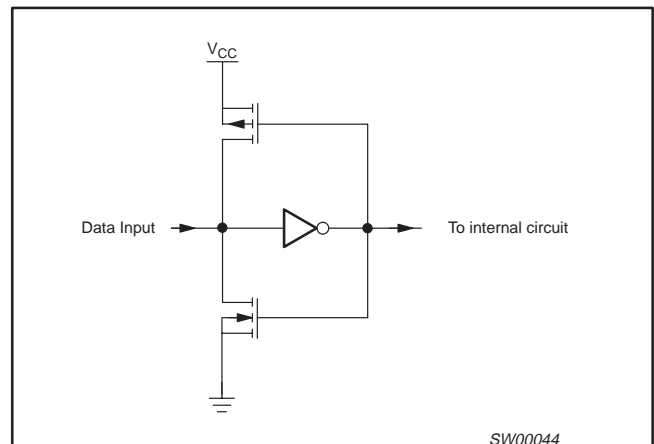 VCC
Data Input
To internal circuit
SW00044